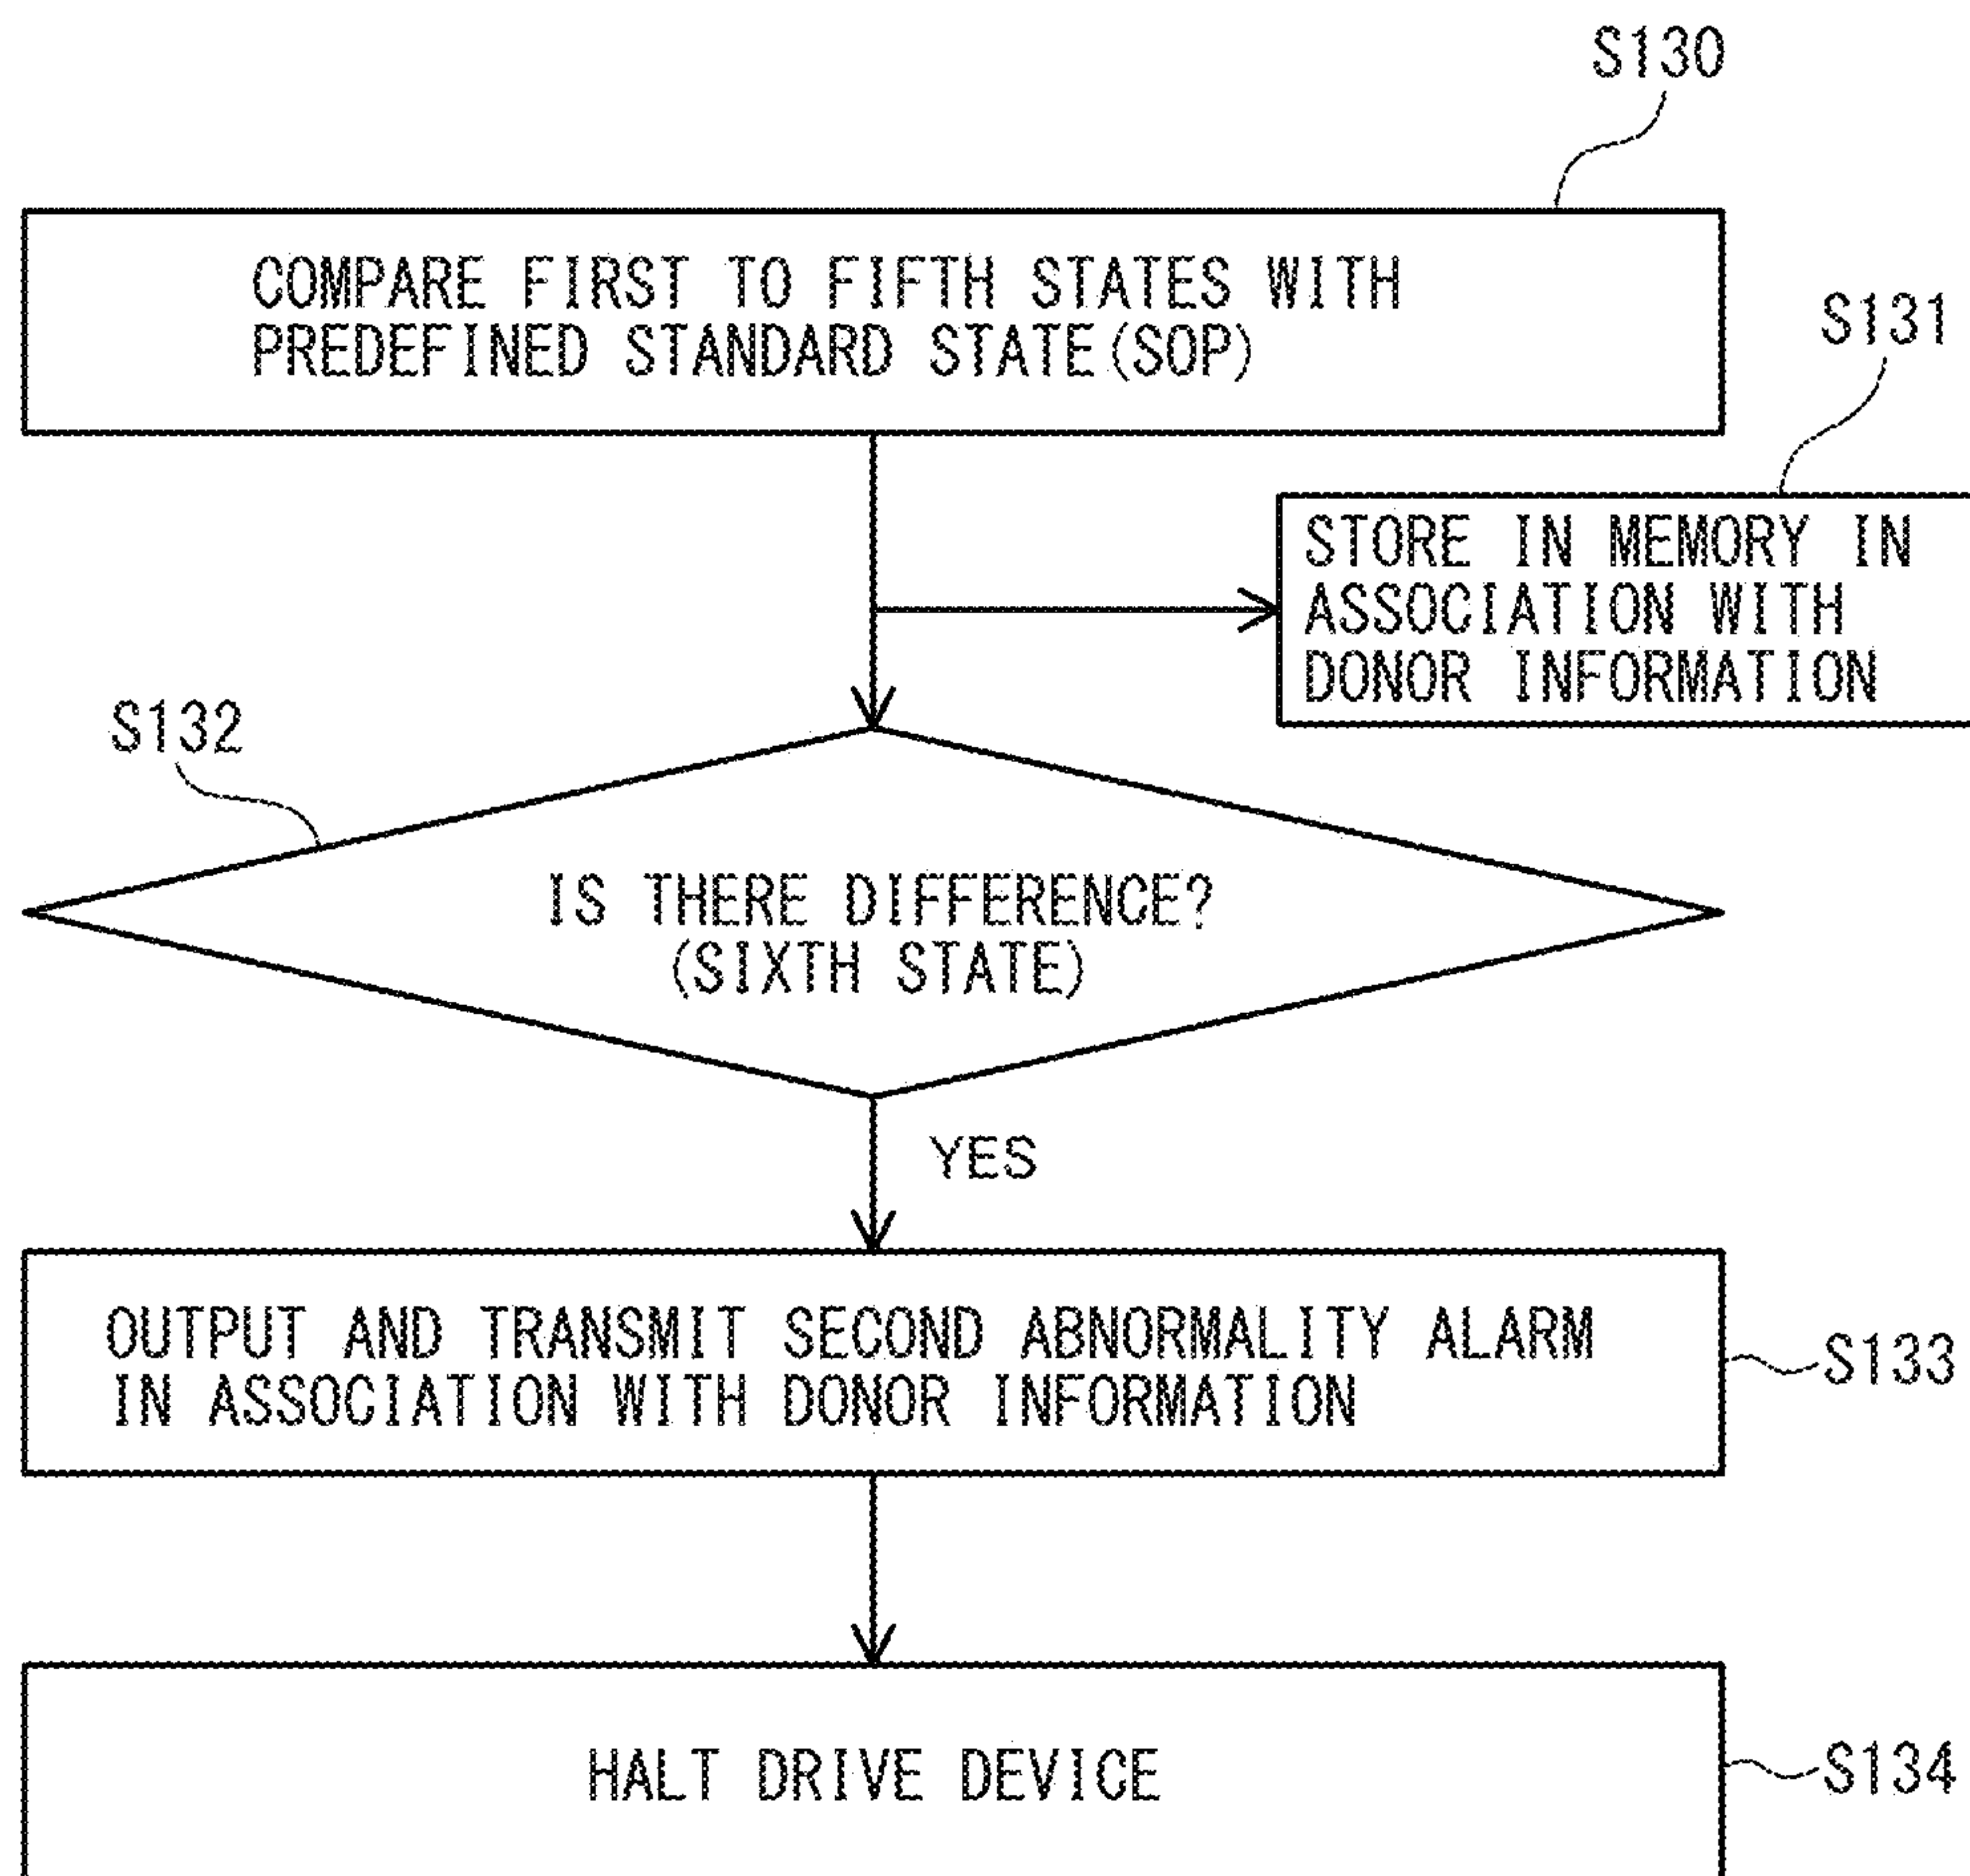 S130
COMPARE FIRST TO FIFTH STATES WITH
PREDEFINED STANDARD STATE(SOP)
S131
STORE IN MEMORY IN
ASSOCIATION WITH
DONOR INFORMATION
S132
IS THERE DIFFERENCE?
(SIXTH STATE)
YES
OUTPUT AND TRANSMIT SECOND ABNORMALITY ALARM
IN ASSOCIATION WITH DONOR INFORMATION
S133
HALT DRIVE DEVICE
S134